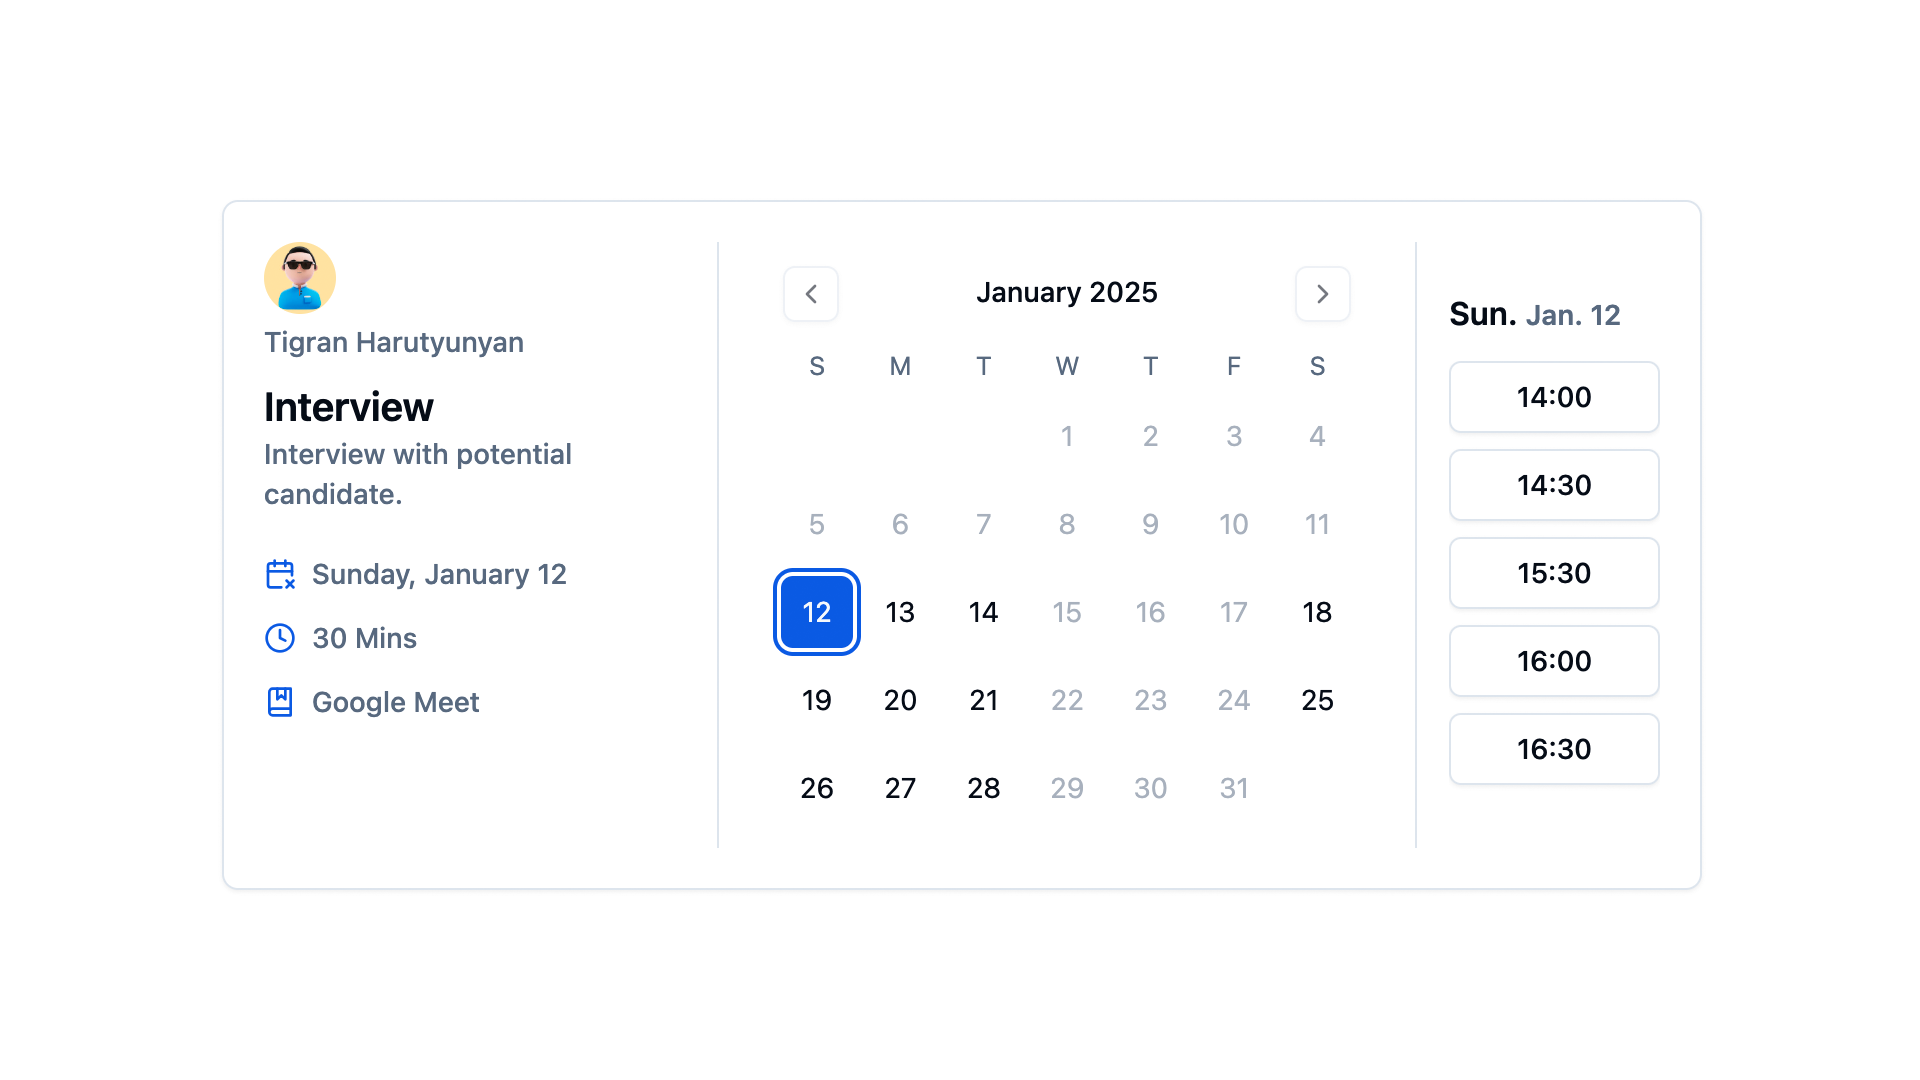 Tigran Harutyunyan
Interview
Interview with potential
candidate.
Sunday, January 12
30 Mins
Google Meet
January 2025
S M T W T F S
1 2 3 4
5 6 7 8 9 10 11
12 13 14 15 16 17 18
19 20 21 22 23 24 25
26 27 28 29 30 31
Sun. Jan. 12
14:00
14:30
15:30
16:00
16:30